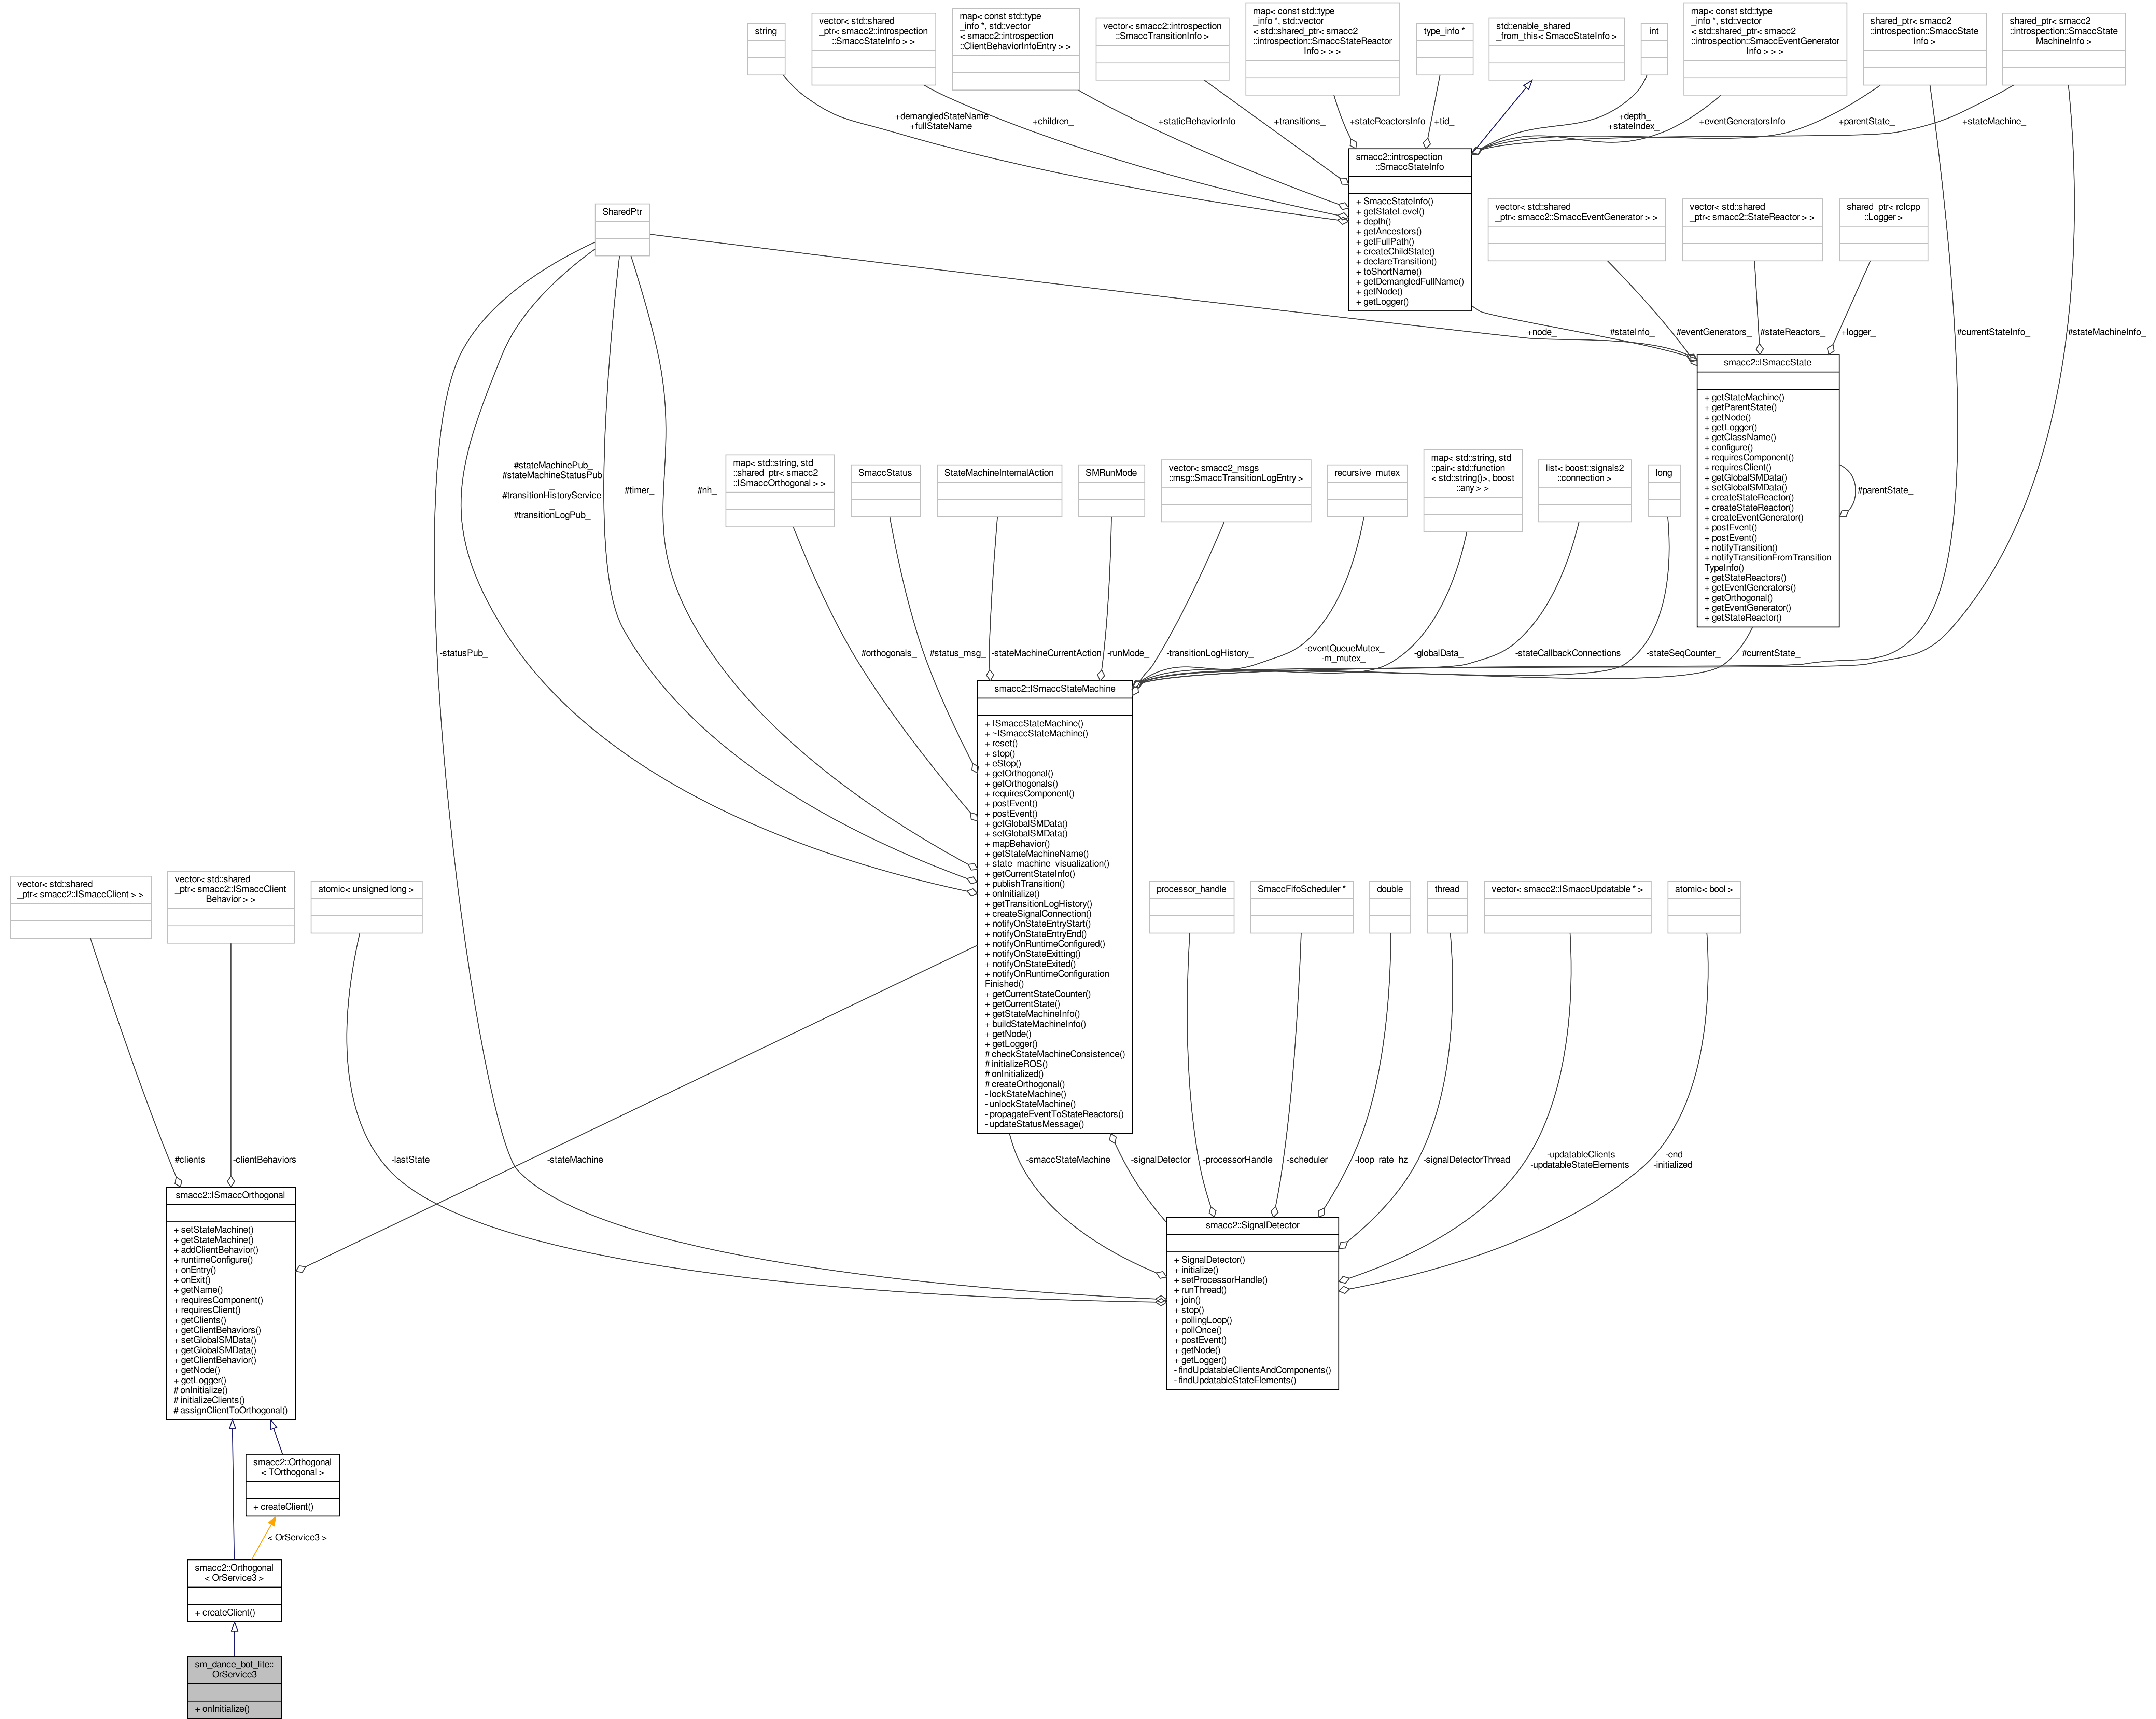 string
vector< std::shared
_ptr< smacc2::introspection
::SmaccStateInfo > >
map< const std::type
_info *, std::vector
< smacc2::introspection
::ClientBehaviorInfoEntry > >
vector< smacc2::introspection
::SmaccTransitionInfo >
map< const std::type
_info *, std::vector
< std::shared_ptr< smacc2
::introspection::SmaccStateReactor
Info > > >
type_info *
std::enable_shared
_from_this< SmaccStateInfo >
int
map< const std::type
_info *, std::vector
< std::shared_ptr< smacc2
::introspection::SmaccEventGenerator
Info > > >
shared_ptr< smacc2
::introspection::SmaccState
Info >
shared_ptr< smacc2
::introspection::SmaccState
MachineInfo >
+demangledStateName
+fullStateName
+children_
+staticBehaviorInfo
+transitions_
+stateReactorsInfo
+tid_
+depth_
+stateIndex_
+eventGeneratorsInfo
+parentState_
+stateMachine_
smacc2::introspection
::SmaccStateInfo
+ SmaccStateInfo()
+ getStateLevel()
+ depth()
+ getAncestors()
+ getFullPath()
+ createChildState()
+ declareTransition()
+ toShortName()
+ getDemangledFullName()
+ getNode()
+ getLogger()
SharedPtr
vector< std::shared
_ptr< smacc2::SmaccEventGenerator > >
vector< std::shared
_ptr< smacc2::StateReactor > >
shared_ptr< rclcpp
::Logger >
+node_
#stateInfo_
#eventGenerators_
#stateReactors_
+logger_
#currentStateInfo_
#stateMachineInfo_
smacc2::ISmaccState
+ getStateMachine()
+ getParentState()
+ getNode()
+ getLogger()
+ getClassName()
+ configure()
+ requiresComponent()
+ requiresClient()
+ getGlobalSMData()
+ setGlobalSMData()
+ createStateReactor()
+ createStateReactor()
+ createEventGenerator()
+ postEvent()
+ postEvent()
+ notifyTransition()
+ notifyTransitionFromTransition
TypeInfo()
+ getStateReactors()
+ getEventGenerators()
+ getOrthogonal()
+ getEventGenerator()
+ getStateReactor()
#parentState_
#stateMachinePub_
#stateMachineStatusPub
_
#transitionHistoryService
_
#transitionLogPub_
#timer_
#nh_
map< std::string, std
::shared_ptr< smacc2
::ISmaccOrthogonal > >
SmaccStatus
StateMachineInternalAction
SMRunMode
vector< smacc2_msgs
::msg::SmaccTransitionLogEntry >
recursive_mutex
map< std::string, std
::pair< std::function
< std::string()>, boost
::any > >
list< boost::signals2
::connection >
long
-statusPub_
#orthogonals_
#status_msg_
-stateMachineCurrentAction
-runMode_
-transitionLogHistory_
-eventQueueMutex_
-m_mutex_
-globalData_
-stateCallbackConnections
-stateSeqCounter_
#currentState_
smacc2::ISmaccStateMachine
+ ISmaccStateMachine()
+ ~ISmaccStateMachine()
+ reset()
+ stop()
+ eStop()
+ getOrthogonal()
+ getOrthogonals()
+ requiresComponent()
+ postEvent()
+ postEvent()
+ getGlobalSMData()
+ setGlobalSMData()
+ mapBehavior()
+ getStateMachineName()
+ state_machine_visualization()
+ getCurrentStateInfo()
+ publishTransition()
+ onInitialize()
+ getTransitionLogHistory()
+ createSignalConnection()
+ notifyOnStateEntryStart()
+ notifyOnStateEntryEnd()
+ notifyOnRuntimeConfigured()
+ notifyOnStateExitting()
+ notifyOnStateExited()
+ notifyOnRuntimeConfiguration
Finished()
+ getCurrentStateCounter()
+ getCurrentState()
+ getStateMachineInfo()
+ buildStateMachineInfo()
+ getNode()
+ getLogger()
# checkStateMachineConsistence()
# initializeROS()
# onInitialized()
# createOrthogonal()
- lockStateMachine()
- unlockStateMachine()
- propagateEventToStateReactors()
- updateStatusMessage()
vector< std::shared
_ptr< smacc2::ISmaccClient > >
vector< std::shared
_ptr< smacc2::ISmaccClient
Behavior > >
atomic< unsigned long >
processor_handle
SmaccFifoScheduler *
double
thread
vector< smacc2::ISmaccUpdatable * >
atomic< bool >
#clients_
-clientBehaviors_
-lastState_
-stateMachine_
-smaccStateMachine_
-signalDetector_
-processorHandle_
-scheduler_
-loop_rate_hz
-signalDetectorThread_
-updatableClients_
-updatableStateElements_
-end_
-initialized_
smacc2::ISmaccOrthogonal
+ setStateMachine()
+ getStateMachine()
+ addClientBehavior()
+ runtimeConfigure()
+ onEntry()
+ onExit()
+ getName()
+ requiresComponent()
+ requiresClient()
+ getClients()
+ getClientBehaviors()
+ setGlobalSMData()
+ getGlobalSMData()
+ getClientBehavior()
+ getNode()
+ getLogger()
# onInitialize()
# initializeClients()
# assignClientToOrthogonal()
smacc2::SignalDetector
+ SignalDetector()
+ initialize()
+ setProcessorHandle()
+ runThread()
+ join()
+ stop()
+ pollingLoop()
+ pollOnce()
+ postEvent()
+ getNode()
+ getLogger()
- findUpdatableClientsAndComponents()
- findUpdatableStateElements()
smacc2::Orthogonal
< TOrthogonal >
+ createClient()
< OrService3 >
smacc2::Orthogonal
< OrService3 >
+ createClient()
sm_dance_bot_lite::
OrService3
+ onInitialize()